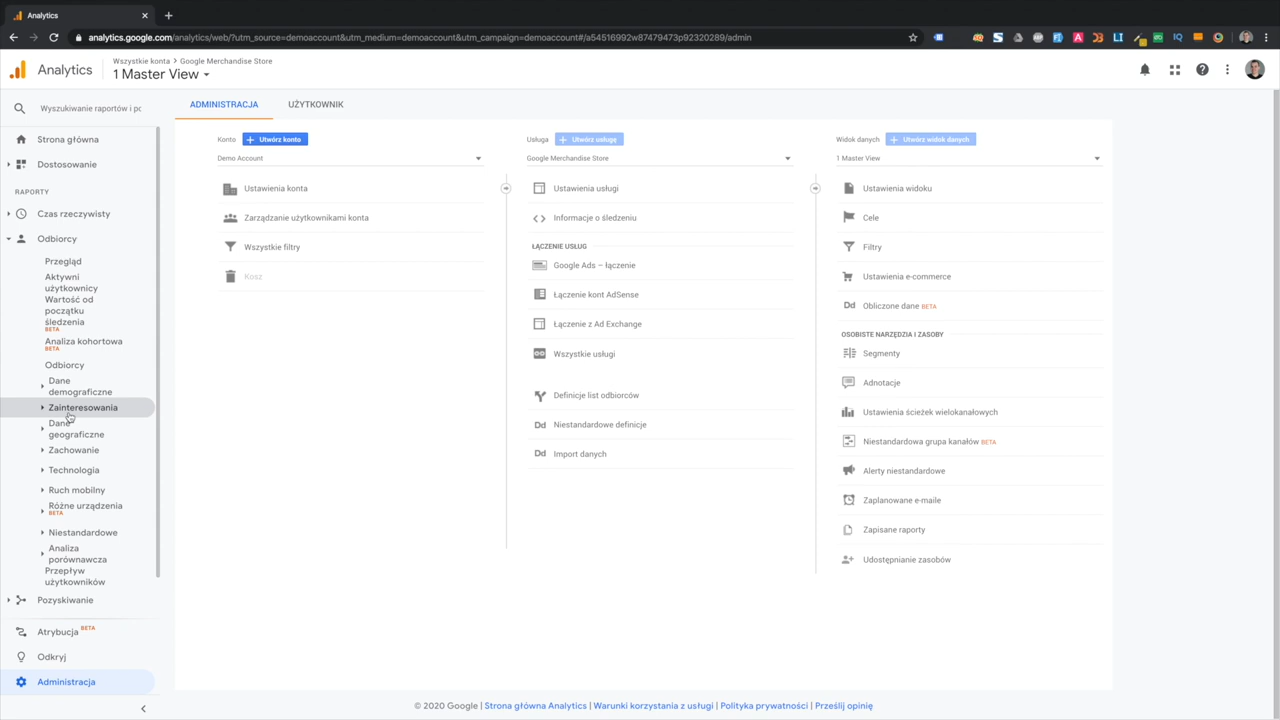 Analytics
analytics.google.com/analytics/web/?utm_source=demoaccount&utm_medium=demoaccount&utm_campaign=demoaccount#/a54516992w87479473p92320289/admin
Analytics
Wszystkie konta > Google Merchandise Store
1 Master View
Wyszukiwanie raportów i pc
Strona główna
Dostosowanie
RAPORTY
Czas rzeczywisty
Odbiorcy
Przegląd
Aktywni
użytkownicy
Wartość od
początku
śledzenia
BETA
Analiza kohortowa
BETA
Odbiorcy
Dane
demograficzne
Zainteresowania
Dane
geograficzne
Zachowanie
Technologia
Ruch mobilny
Różne urządzenia
BETA
Niestandardowe
Analiza
porównawcza
Przepływ
użytkowników
Pozyskiwanie
Atrybucja BETA
Odkryj
Administracja
ADMINISTRACJA
UŻYTKOWNIK
Konto
+ Utwórz konto
Demo Account
Ustawienia konta
Zarządzanie użytkownikami konta
Wszystkie filtry
Kosz
Usługa
+ Utwórz usługę
Google Merchandise Store
Ustawienia usługi
Informacje o śledzeniu
ŁĄCZENIE USŁUG
Google Ads – łączenie
Łączenie kont AdSense
Łączenie z Ad Exchange
Wszystkie usługi
Definicje list odbiorców
Dd Niestandardowe definicje
Dd Import danych
Widok danych
+ Utwórz widok danych
1 Master View
Ustawienia widoku
Cele
Filtry
Ustawienia e-commerce
Dd Obliczone dane BETA
OSOBISTE NARZĘDZIA I ZASOBY
Segmenty
Adnotacje
Ustawienia ścieżek wielokanałowych
Niestandardowa grupa kanałów BETA
Alerty niestandardowe
Zaplanowane e-maile
Zapisane raporty
Udostępnianie zasobów
© 2020 Google | Strona główna Analytics | Warunki korzystania z usługi | Polityka prywatności | Prześlij opinię